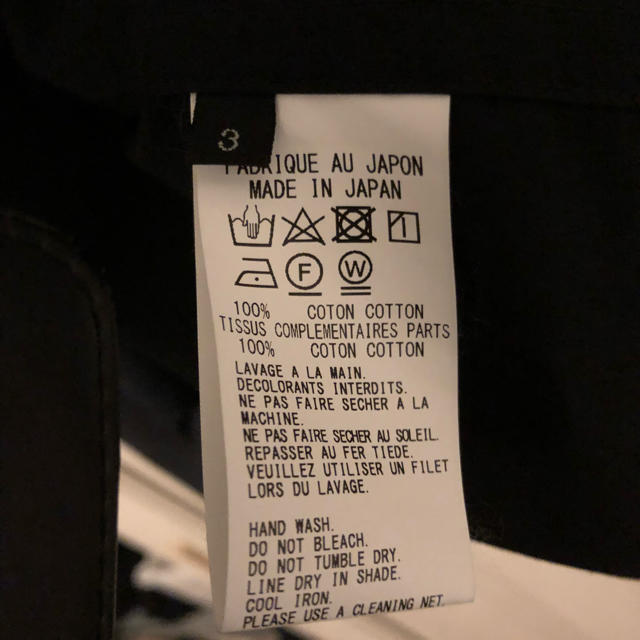 3
FABRIQUE AU JAPON
MADE IN JAPAN
F W
100% COTON COTTON
TISSUS COMPLEMENTAIRES PARTS
100% COTON COTTON
LAVAGE A LA MAIN.
DECOLORANTS INTERDITS.
NE PAS FAIRE SECHER A LA
MACHINE.
NE PAS FAIRE SECHER AU SOLEIL.
REPASSER AU FER TIEDE.
VEUILLEZ UTILISER UN FILET
LORS DU LAVAGE.
HAND WASH.
DO NOT BLEACH.
DO NOT TUMBLE DRY.
LINE DRY IN SHADE.
COOL IRON.
PLEASE USE A CLEANING NET.